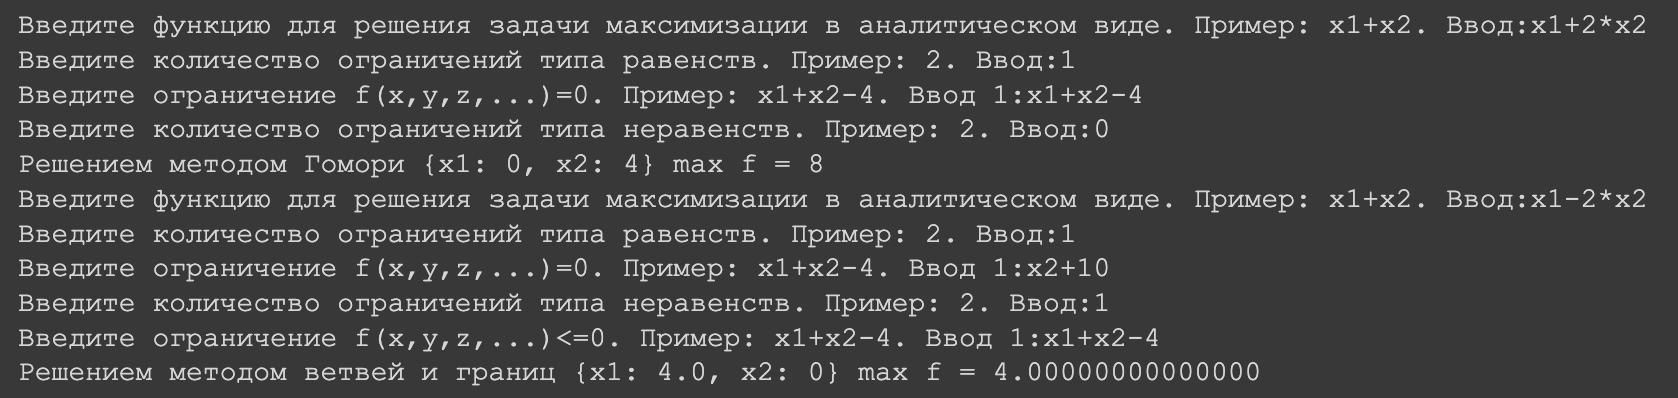 Введите функцию для решения задачи максимизации в аналитическом виде. Пример: x1+x2. Ввод:x1+2*x2
Введите количество ограничений типа равенств. Пример: 2. Ввод:1
Введите ограничение f(x,y,z,...)=0. Пример: x1+x2-4. Ввод 1:x1+x2-4
Введите количество ограничений типа неравенств. Пример: 2. Ввод:0
Решением методом Гомори {x1: 0, x2: 4} max f = 8
Введите функцию для решения задачи максимизации в аналитическом виде. Пример: x1+x2. Ввод:x1-2*x2
Введите количество ограничений типа равенств. Пример: 2. Ввод:1
Введите ограничение f(x,y,z,...)=0. Пример: x1+x2-4. Ввод 1:x2+10
Введите количество ограничений типа неравенств. Пример: 2. Ввод:1
Введите ограничение f(x,y,z,...)<=0. Пример: x1+x2-4. Ввод 1:x1+x2-4
Решением методом ветвей и границ {x1: 4.0, x2: 0} max f = 4.00000000000000